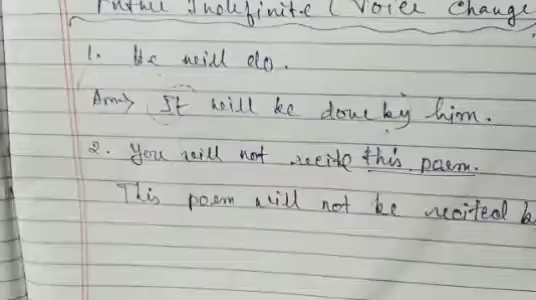 Future Indefinite (Voice Change
1. He will do.
Ans→ It will be done by him.
2. You will not recite this poem.
This poem will not be recited b